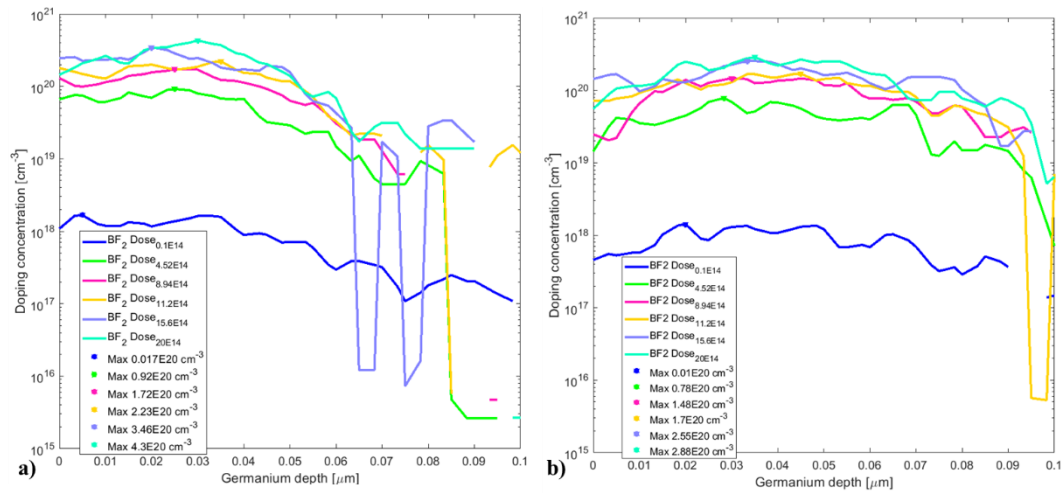 a)
Doping concentration [cm-3]
10^21
10^21
10^20
10^19
10^18
10^17
10^16
10^15
BF2 Dose0.1E14
BF2 Dose4.52E14
BF2 Dose8.94E14
BF2 Dose11.2E14
BF2 Dose15.6E14
BF2 Dose20E14
Max 0.017E20 cm-3
Max 0.92E20 cm-3
Max 1.72E20 cm-3
Max 2.23E20 cm-3
Max 3.46E20 cm-3
Max 4.3E20 cm-3
0 0.01 0.02 0.03 0.04 0.05 0.06 0.07 0.08 0.09 0.1
Germanium depth [μm]
b)
Doping concentration [cm-3]
10^21
10^21
10^20
10^19
10^18
10^17
10^16
10^15
BF2 Dose0.1E14
BF2 Dose4.52E14
BF2 Dose8.94E14
BF2 Dose11.2E14
BF2 Dose15.6E14
BF2 Dose20E14
Max 0.01E20 cm-3
Max 0.78E20 cm-3
Max 1.48E20 cm-3
Max 1.7E20 cm-3
Max 2.55E20 cm-3
Max 2.88E20 cm-3
0 0.01 0.02 0.03 0.04 0.05 0.06 0.07 0.08 0.09 0.1
Germanium depth [μm]